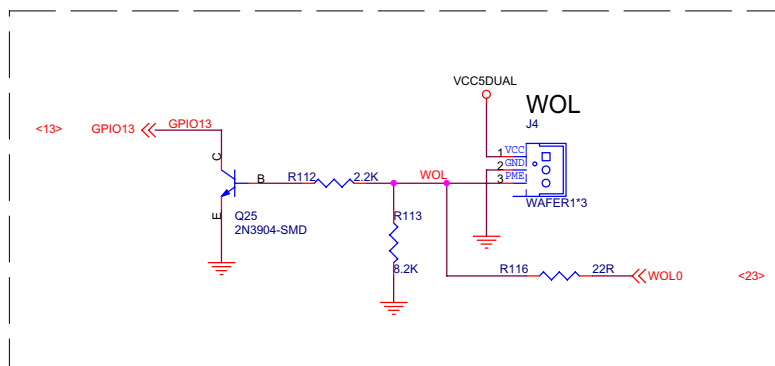 VCC5DUAL
WOL
J4
<13>
GPIO13
GPIO13
C
B
E
Q25
2N3904-SMD
R112
2.2K
WOL
1
2
3
VCC
GND
PME
WAFER1*3
R113
8.2K
R116
22R
WOL0
<23>